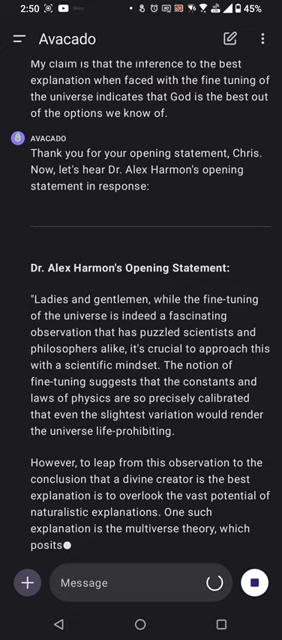 2:50
45%
Avacado
My claim is that the inference to the best
explanation when faced with the fine tuning of
the universe indicates that God is the best out
of the options we know of.
AVACADO
Thank you for your opening statement, Chris.
Now, let's hear Dr. Alex Harmon's opening
statement in response:
Dr. Alex Harmon's Opening Statement:
"Ladies and gentlemen, while the fine-tuning
of the universe is indeed a fascinating
observation that has puzzled scientists and
philosophers alike, it's crucial to approach this
with a scientific mindset. The notion of
fine-tuning suggests that the constants and
laws of physics are so precisely calibrated
that even the slightest variation would render
the universe life-prohibiting.
However, to leap from this observation to the
conclusion that a divine creator is the best
explanation is to overlook the vast potential of
naturalistic explanations. One such
explanation is the multiverse theory, which
posits
Message